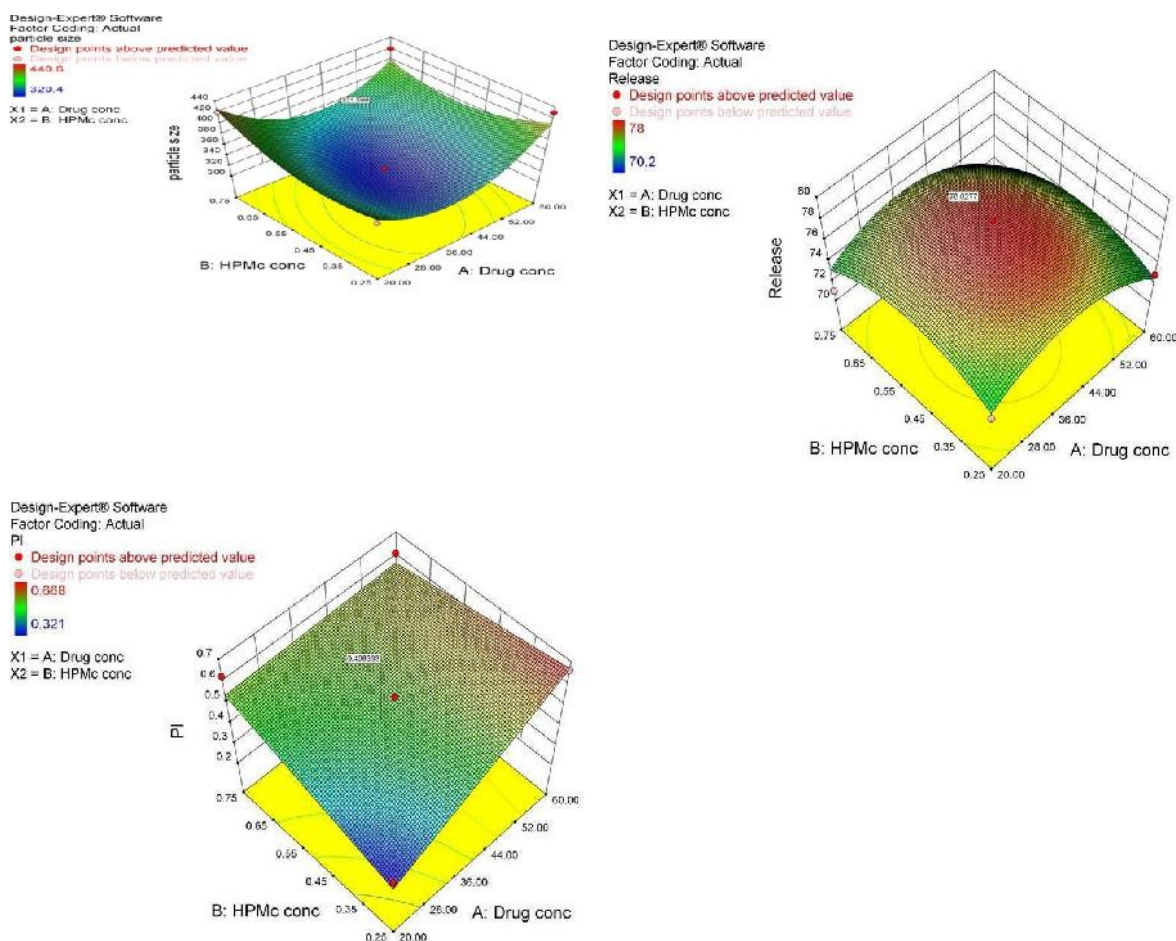 Design-Expert® Software
Factor Coding: Actual
particle size
Design points above predicted value
Design points below predicted value
440.6
329.4
X1 = A: Drug conc
X2 = B: HPMc conc
440
420
400
380
360
340
320
300
particle size
0.75
0.65
0.55
0.45
0.35
0.25
B: HPMc conc
20.00
28.00
36.00
44.00
52.00
60.00
A: Drug conc
Design-Expert® Software
Factor Coding: Actual
Release
Design points above predicted value
Design points below predicted value
78
70.2
X1 = A: Drug conc
X2 = B: HPMc conc
80
78
76
74
72
70
Release
0.75
0.65
0.55
0.45
0.35
0.25
B: HPMc conc
20.00
28.00
36.00
44.00
52.00
60.00
A: Drug conc
Design-Expert® Software
Factor Coding: Actual
PI
Design points above predicted value
Design points below predicted value
0.668
0.321
X1 = A: Drug conc
X2 = B: HPMc conc
0.7
0.6
0.5
0.4
0.3
0.2
PI
0.75
0.65
0.55
0.45
0.35
0.25
B: HPMc conc
20.00
28.00
36.00
44.00
52.00
60.00
A: Drug conc